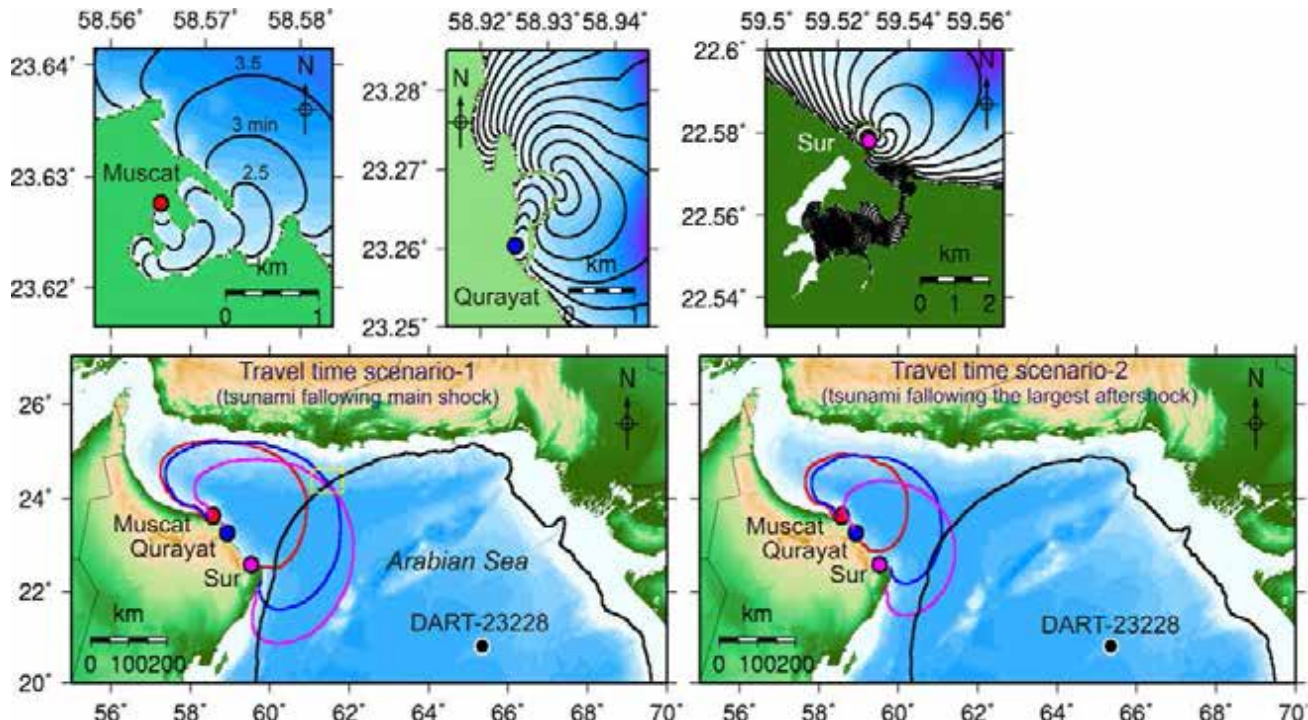 58.56° 58.57° 58.58°
23.64°
23.63°
23.62°
3.5
N
3 min
Muscat
2.5
km
0 1
58.92° 58.93° 58.94°
23.28°
23.27°
23.26°
23.25°
N
km
Qurayat
0 1
59.5° 59.52° 59.54° 59.56°
22.6°
22.58°
22.56°
22.54°
N
Sur
km
0 1 2
Travel time scenario-1
(tsunami fallowing main shock)
N
26°
24°
22°
20°
Muscat
Qurayat
Sur
Arabian Sea
km
DART-23228
0 100200
56° 58° 60° 62° 64° 66° 68° 70°
Travel time scenario-2
(tsunami fallowing the largest aftershock)
N
Muscat
Qurayat
Sur
km
DART-23228
0 100200
56° 58° 60° 62° 64° 66° 68° 70°